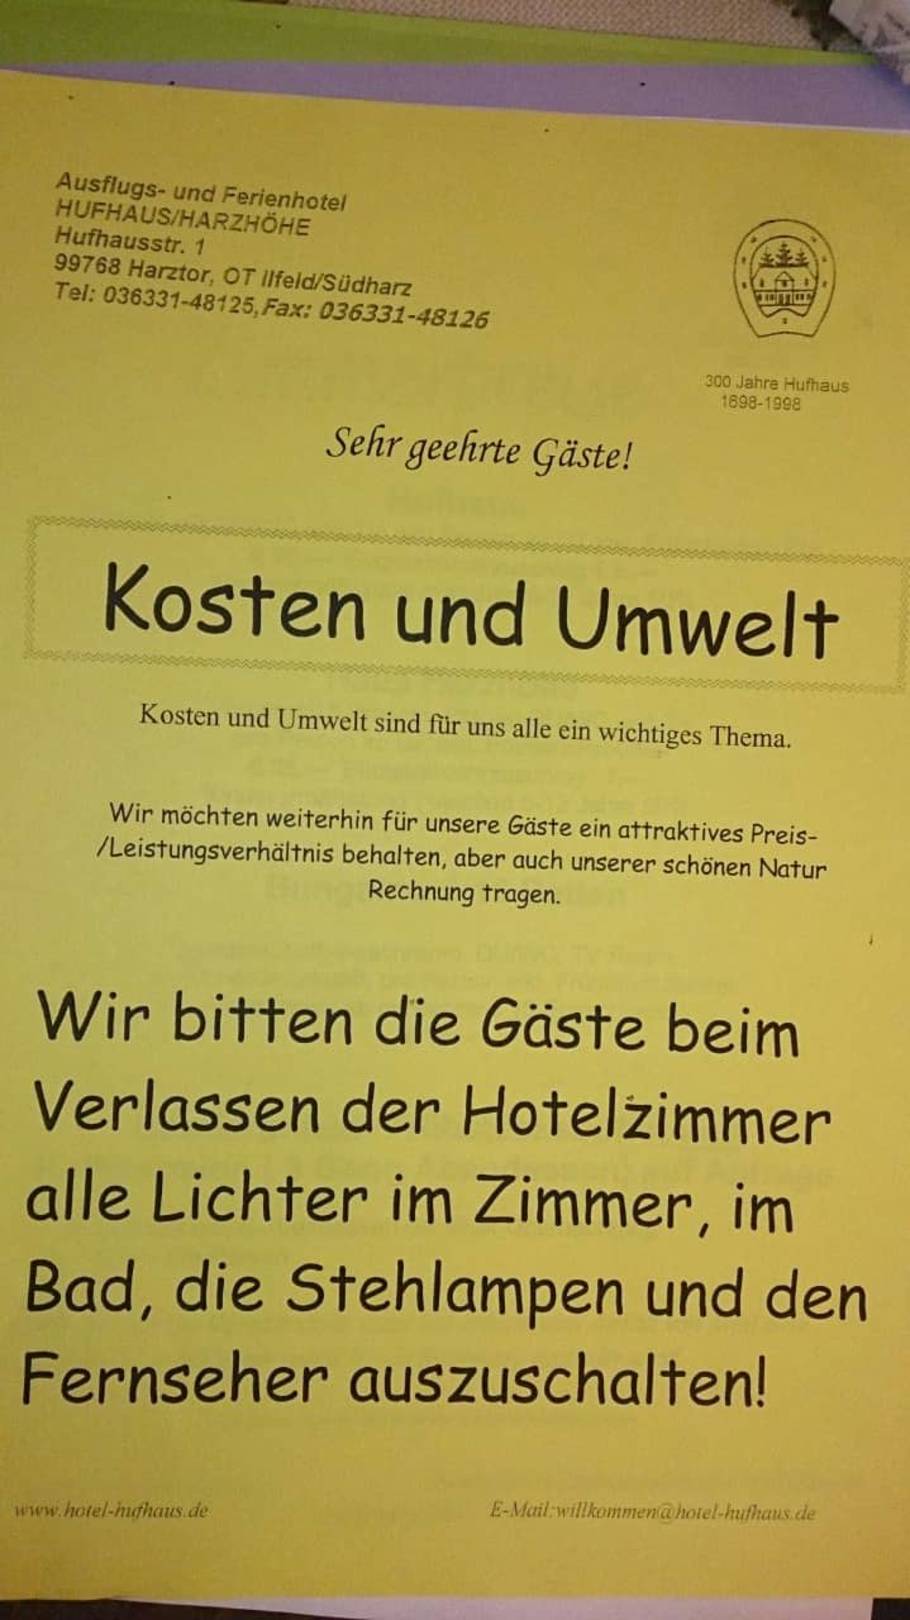 Ausflugs- und Ferienhotel
HUFHAUS/HARZHÖHE
Hufhausstr. 1
99768 Harztor, OT Ilfeld/Südharz
Tel: 036331-48125, Fax: 036331-48126
300 Jahre Hufhaus
1698-1998
Sehr geehrte Gäste!
Kosten und Umwelt
Kosten und Umwelt sind für uns alle ein wichtiges Thema.
Wir möchten weiterhin für unsere Gäste ein attraktives Preis-
/Leistungsverhältnis behalten, aber auch unserer schönen Natur
Rechnung tragen.
Wir bitten die Gäste beim
Verlassen der Hotelzimmer
alle Lichter im Zimmer, im
Bad, die Stehlampen und den
Fernseher auszuschalten!
www.hotel-hufhaus.de
E-Mail:willkommen@hotel-hufhaus.de